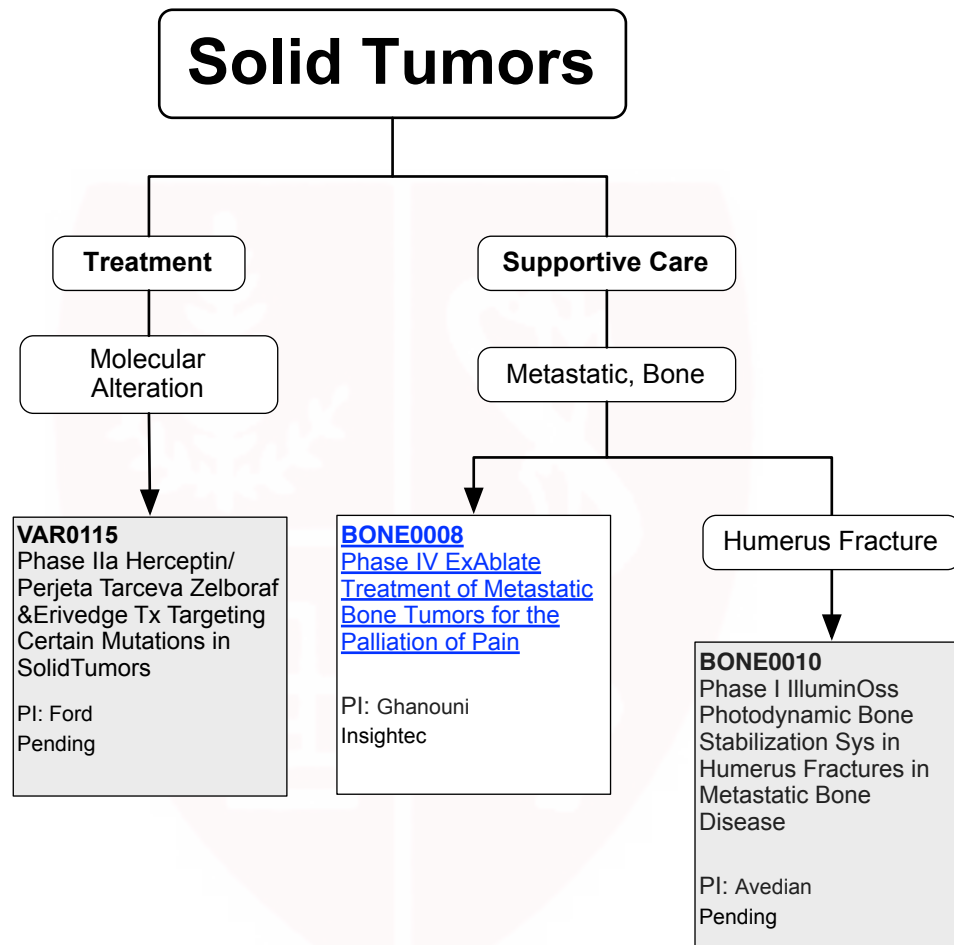 Solid Tumors
Treatment
Supportive Care
Molecular
Alteration
Metastatic, Bone
VAR0115
Phase IIa Herceptin/
Perjeta Tarceva Zelboraf
&Erivedge Tx Targeting
Certain Mutations in
SolidTumors
PI: Ford
Pending
BONE0008
Phase IV ExAblate
Treatment of Metastatic
Bone Tumors for the
Palliation of Pain
PI: Ghanouni
Insightec
Humerus Fracture
BONE0010
Phase I IlluminOss
Photodynamic Bone
Stabilization Sys in
Humerus Fractures in
Metastatic Bone
Disease
PI: Avedian
Pending